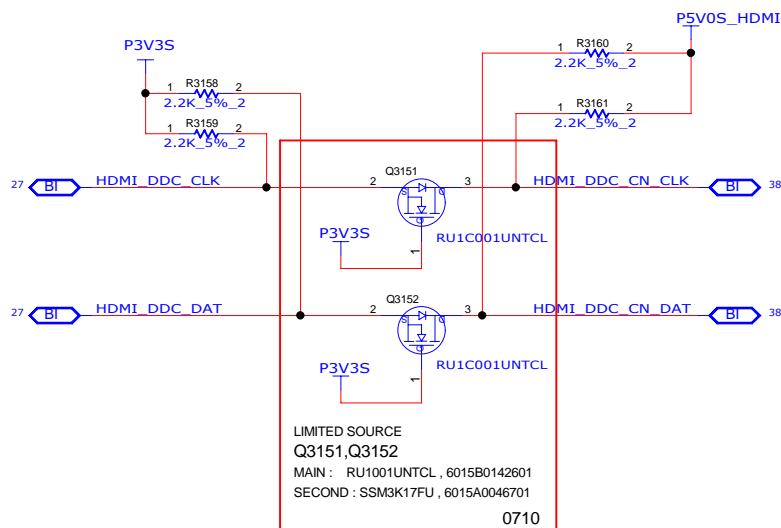 P5V0S_HDMI
P3V3S
1 R3160 2
2.2K_5%_2
1 R3158 2
2.2K_5%_2
1 R3161 2
2.2K_5%_2
1 R3159 2
2.2K_5%_2
27 BI HDMI_DDC_CLK 2 Q3151 3 HDMI_DDC_CN_CLK BI 38
S D
G
P3V3S 1 RU1C001UNTCL
27 BI HDMI_DDC_DAT 2 Q3152 3 HDMI_DDC_CN_DAT BI 38
S D
G
P3V3S 1 RU1C001UNTCL
LIMITED SOURCE
Q3151,Q3152
MAIN : RU1001UNTCL , 6015B0142601
SECOND : SSM3K17FU , 6015A0046701
0710